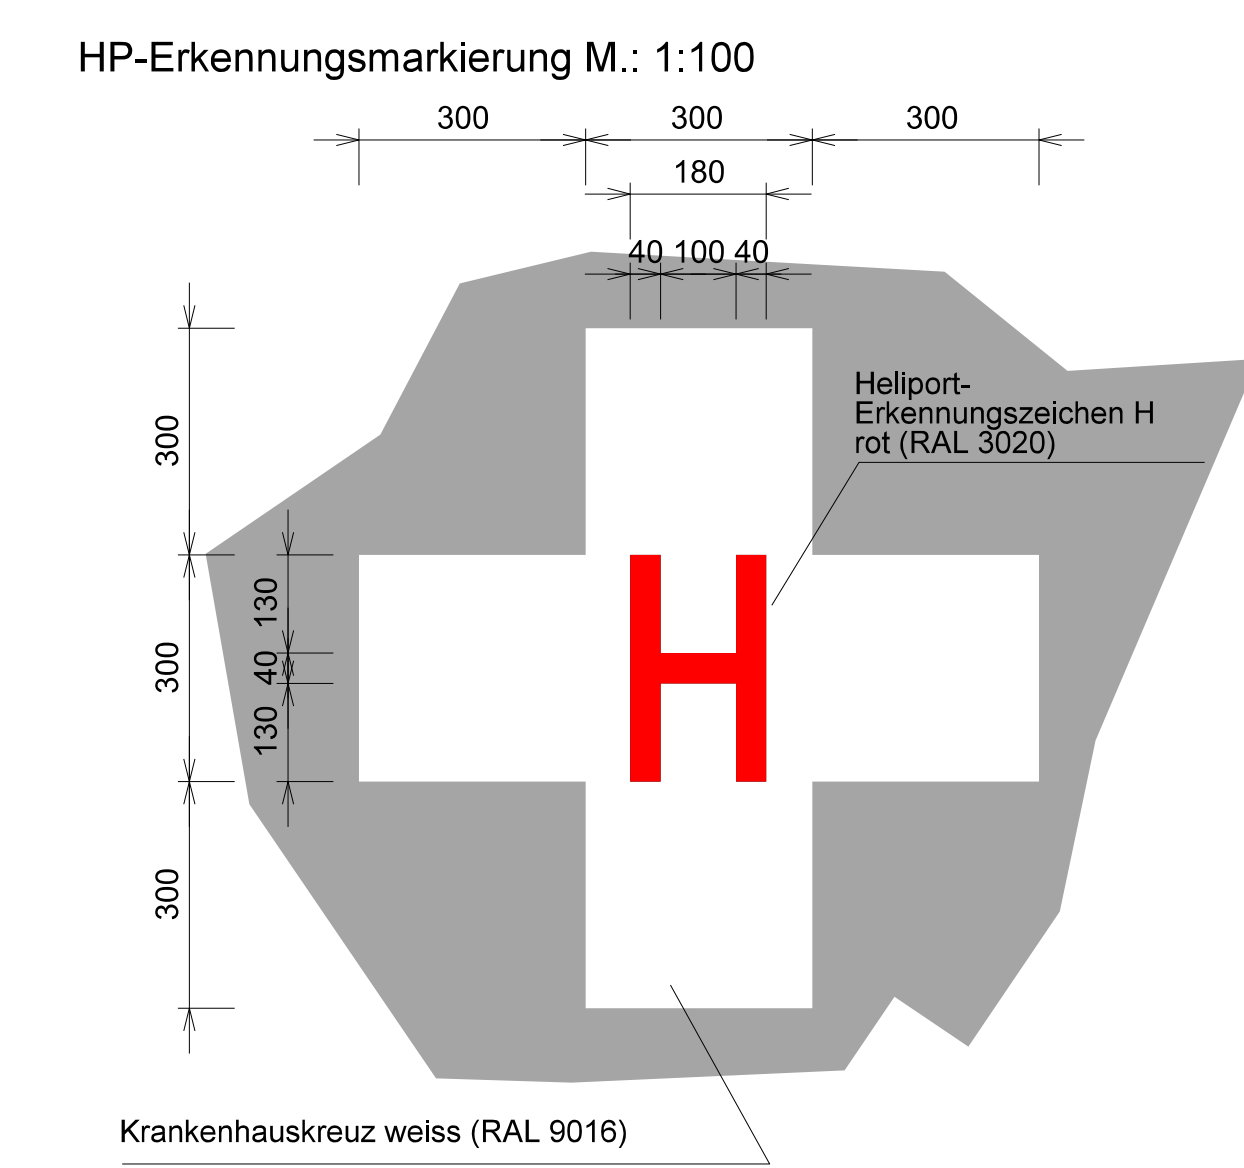 HP-Erkennungsmarkierung M.: 1:100
300 300 300
180
40 100 40
Heliport-
Erkennungszeichen H
rot (RAL 3020)
300
300
300
130
40
130
H
Krankenhauskreuz weiss (RAL 9016)